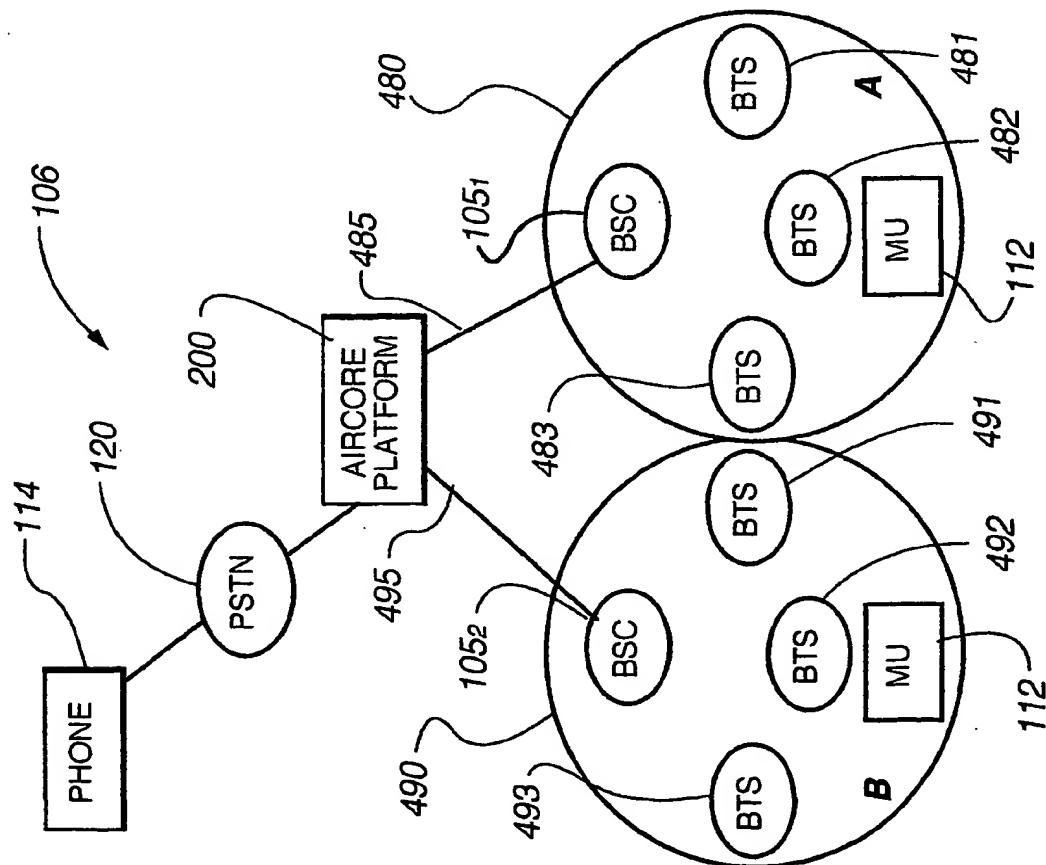 106
114
PHONE
120
PSTN
200
AIRCORE
PLATFORM
485
495
105₂
105₁
490
480
BSC
BSC
493
BTS
BTS
491
483
BTS
BTS
481
BTS
492
BTS
482
B
MU
112
A
MU
112